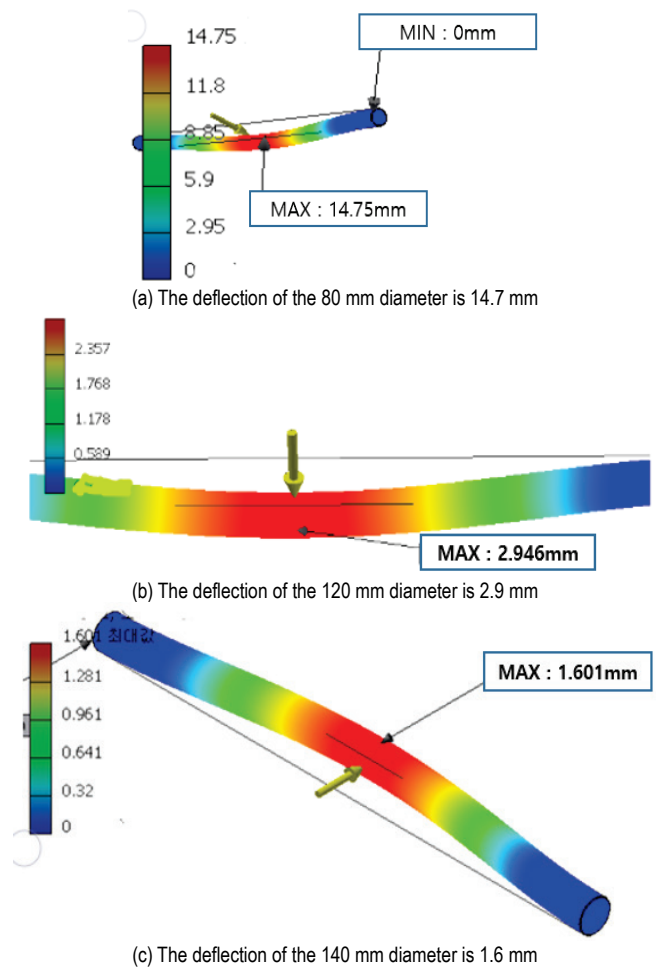 14.75
MIN : 0mm
11.8
8.85
5.9
MAX : 14.75mm
2.95
0
(a) The deflection of the 80 mm diameter is 14.7 mm
2.357
1.768
1.178
0.589
MAX : 2.946mm
(b) The deflection of the 120 mm diameter is 2.9 mm
1.601 최대값
1.281
MAX : 1.601mm
0.961
0.641
0.32
0
(c) The deflection of the 140 mm diameter is 1.6 mm